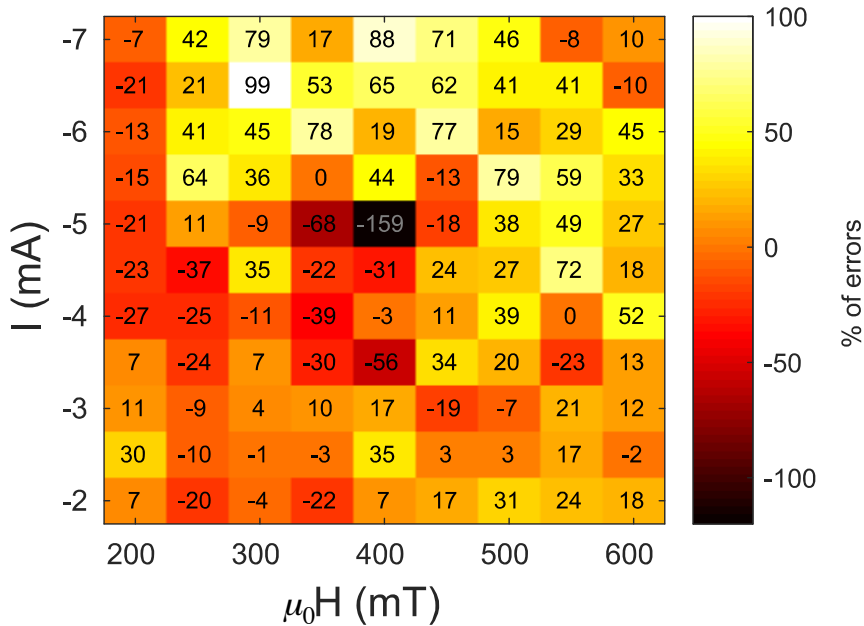 -7 -7 42 79 17 88 71 46 -8 10 100
-21 21 99 53 65 62 41 41 -10
-6 -13 41 45 78 19 77 15 29 45 50
-15 64 36 0 44 -13 79 59 33
-5 -21 11 -9 -68 -159 -18 38 49 27 0
-23 -37 35 -22 -31 24 27 72 18
-4 -27 -25 -11 -39 -3 11 39 0 52
7 -24 7 -30 -56 34 20 -23 13 -50
-3 11 -9 4 10 17 -19 -7 21 12
30 -10 -1 -3 35 3 3 17 -2 -100
-2 7 -20 -4 -22 7 17 31 24 18
200 300 400 500 600
μ0H (mT)
I (mA)
% of errors